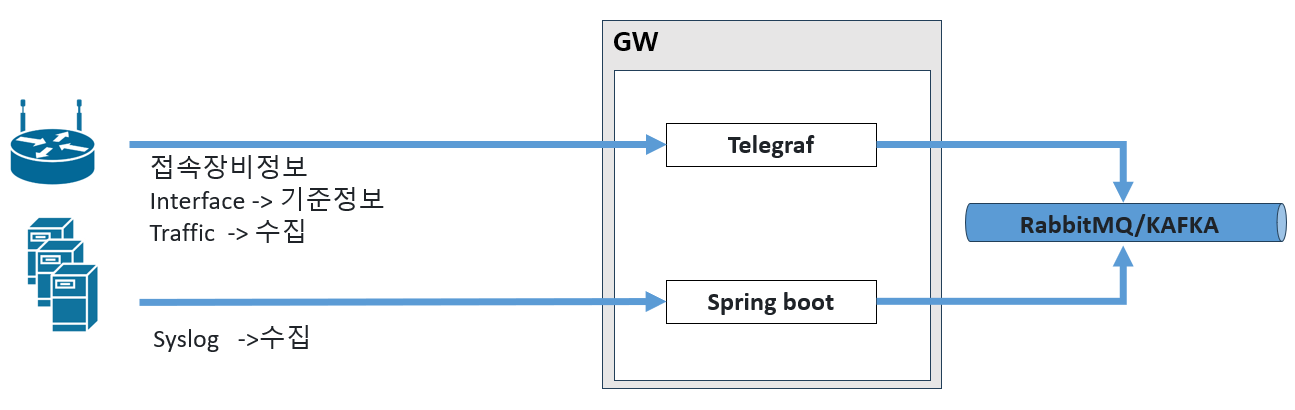 GW
Telegraf
접속장비정보
Interface -> 기준정보
Traffic -> 수집
RabbitMQ/KAFKA
Spring boot
Syslog ->수집